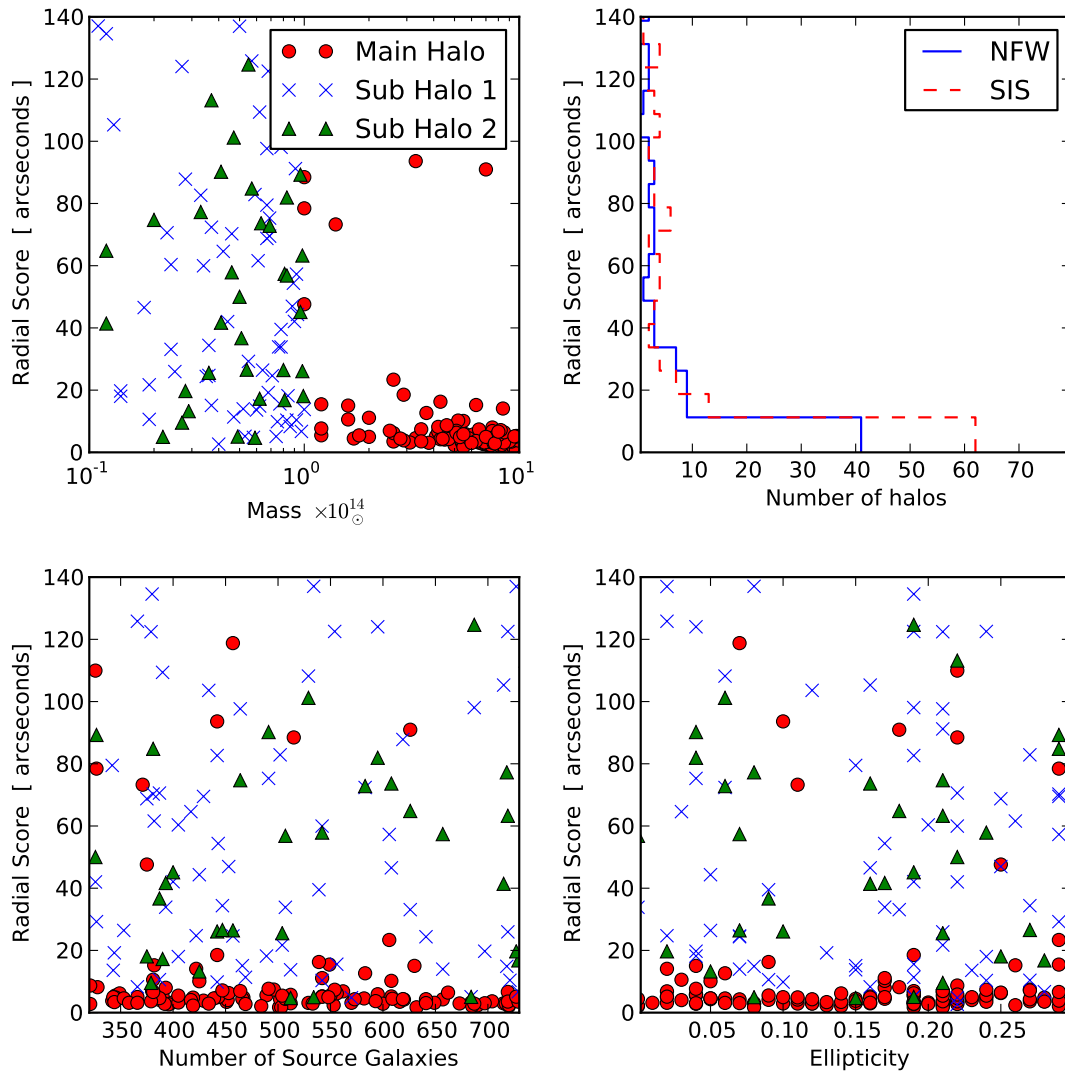 140
120
100
80
60
40
20
0
Radial Score [ arcseconds ]
10^-1
10^0
10^1
Mass ×10^14_⊙
Main Halo
Sub Halo 1
Sub Halo 2
140
120
100
80
60
40
20
0
Radial Score [ arcseconds ]
10 20 30 40 50 60 70
Number of halos
NFW
SIS
140
120
100
80
60
40
20
0
Radial Score [ arcseconds]
350 400 450 500 550 600 650 700
Number of Source Galaxies
140
120
100
80
60
40
20
0
Radial Score [ arcseconds]
0.05 0.10 0.15 0.20 0.25
Ellipticity